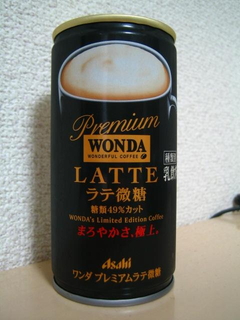 Premium
WONDA
WONDERFUL COFFEE
LATTE
ラテ微糖
糖類49%カット
WONDA's Limited Edition Coffee
まろやかさ、極上。
Asahi
ワンダ プレミアムラテ微糖